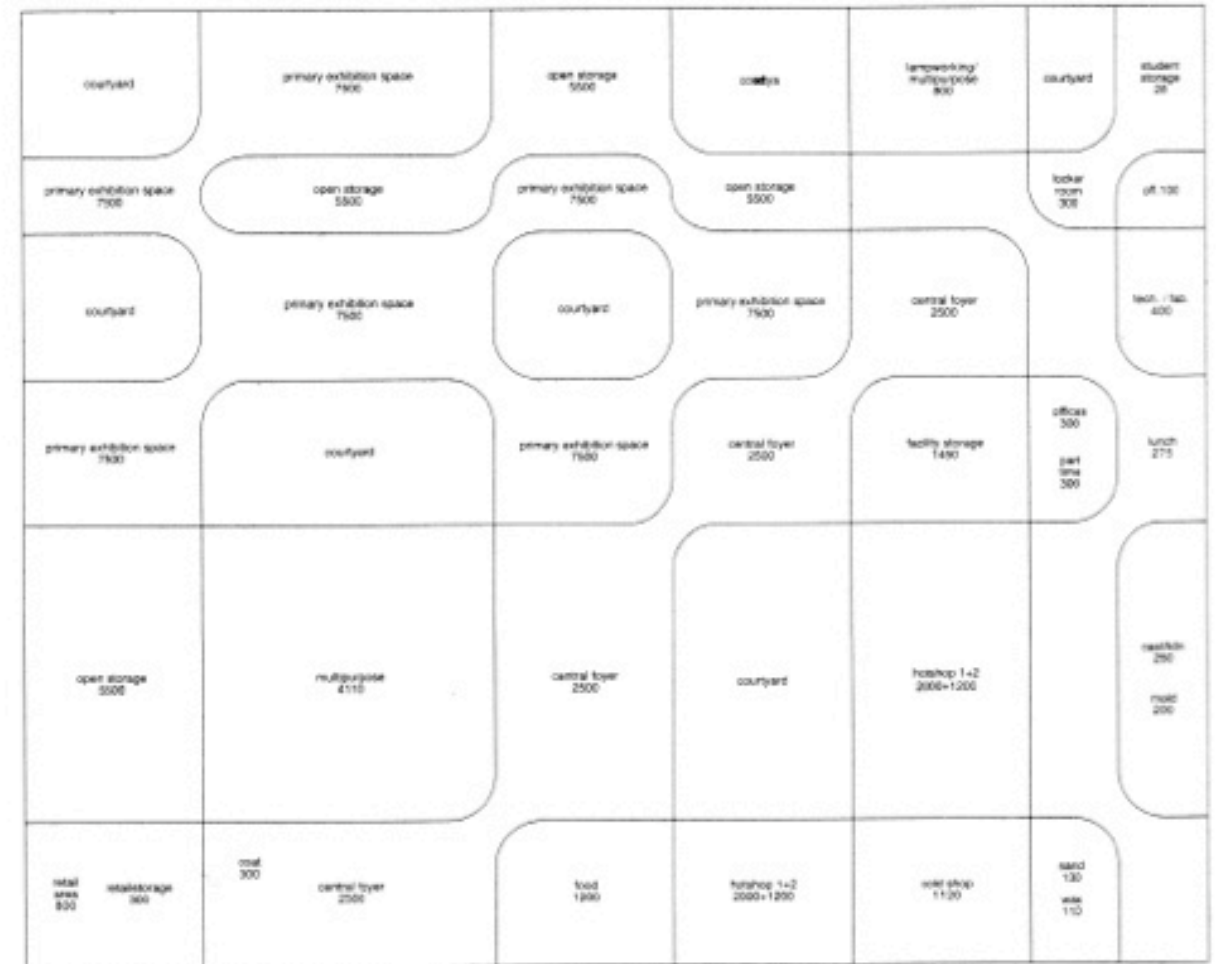 courtyard
primary exhibition space
7500
open storage
5500
lampworking/
multipurpose
800
courtyard
student
storage
primary exhibition space
7500
open storage
5500
primary exhibition space
7500
open storage
5500
locker
room
300
off. 100
courtyard
primary exhibition space
7500
courtyard
primary exhibition space
7500
central foyer
2500
tech. / lab.
400
primary exhibition space
7500
courtyard
primary exhibition space
7500
central foyer
2500
facility storage
offices
300
part
time
300
lunch
275
open storage
5500
multipurpose
4110
central foyer
2500
courtyard
hotshop 1+2
2000+1200
250
mold
200
retail
area
800
retailstorage
300
coat
300
central foyer
2500
food
hotshop 1+2
2000+1200
cold shop
1120
sand
130
wax
110